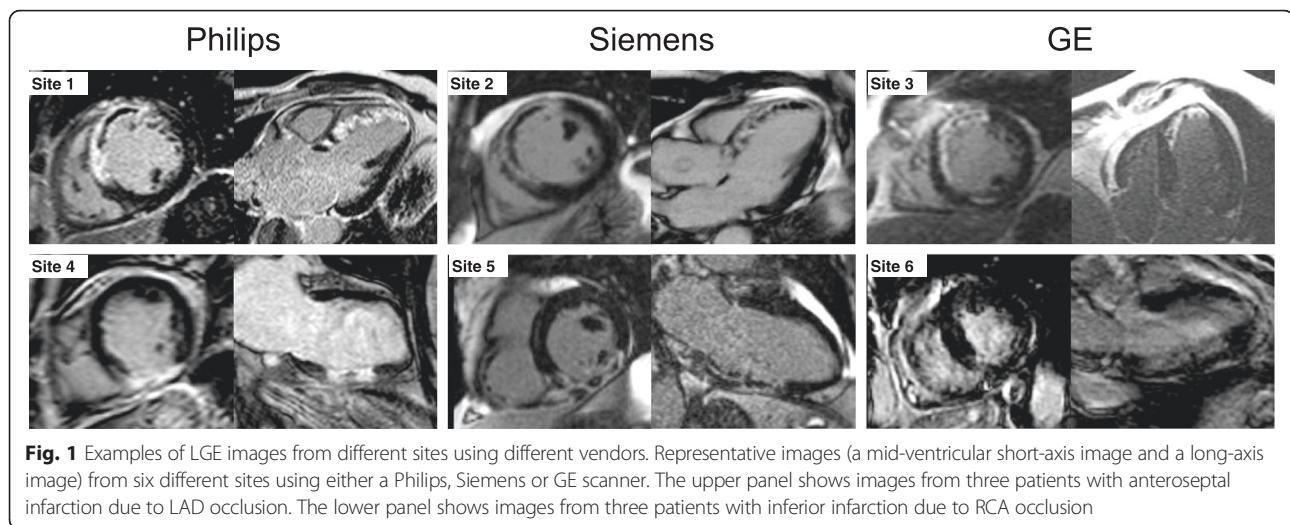 Philips
Siemens
GE
Site 1
Site 2
Site 3
Site 4
Site 5
Site 6
Fig. 1 Examples of LGE images from different sites using different vendors. Representative images (a mid-ventricular short-axis image and a long-axis
image) from six different sites using either a Philips, Siemens or GE scanner. The upper panel shows images from three patients with anteroseptal
infarction due to LAD occlusion. The lower panel shows images from three patients with inferior infarction due to RCA occlusion